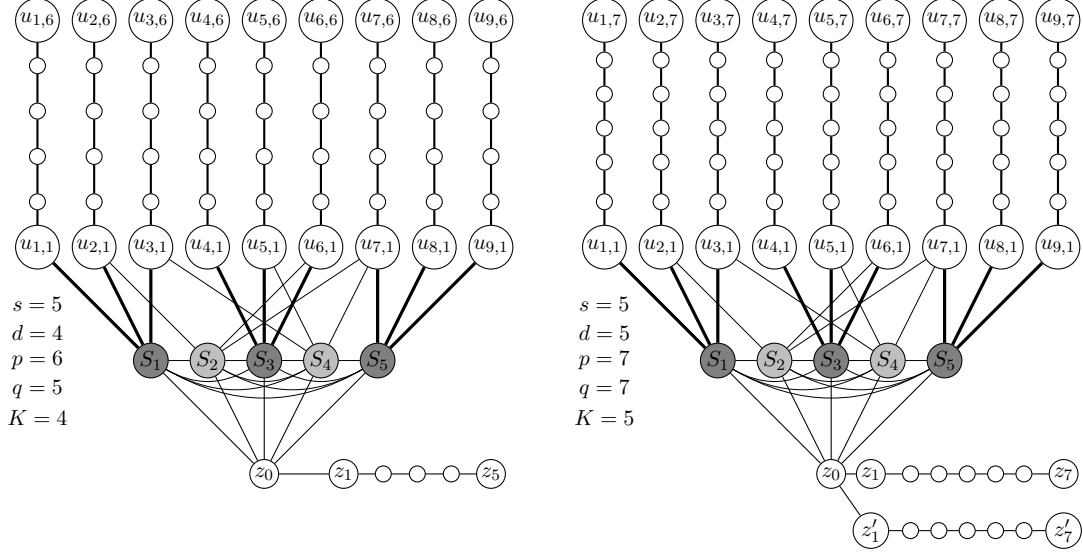 u1,6 u2,6 u3,6 u4,6 u5,6 u6,6 u7,6 u8,6 u9,6
u1,1 u2,1 u3,1 u4,1 u5,1 u6,1 u7,1 u8,1 u9,1
s = 5
d = 4
p = 6
q = 5
K = 4
S1 S2 S3 S4 S5
z0 z1 z5
u1,7 u2,7 u3,7 u4,7 u5,7 u6,7 u7,7 u8,7 u9,7
u1,1 u2,1 u3,1 u4,1 u5,1 u6,1 u7,1 u8,1 u9,1
s = 5
d = 5
p = 7
q = 7
K = 5
S1 S2 S3 S4 S5
z0 z1 z7
z′1 z′7